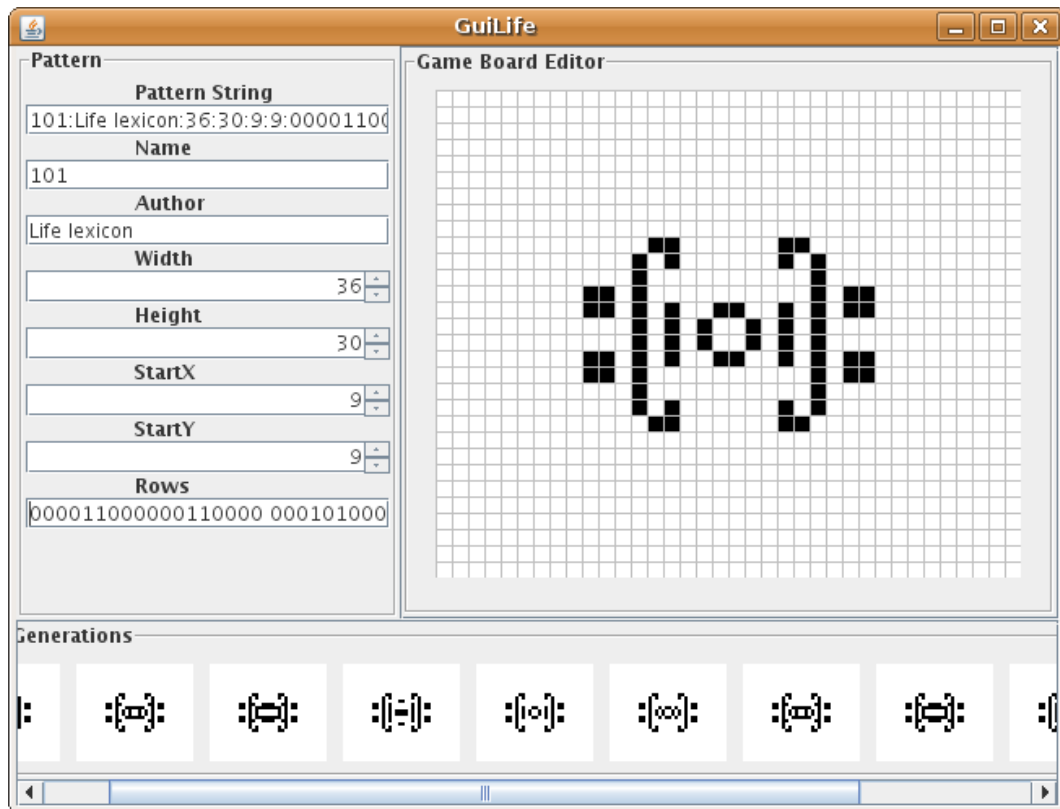 GuiLife
Pattern
Pattern String
101:Life lexicon:36:30:9:9:00001100
Name
101
Author
Life lexicon
Width
36
Height
30
StartX
9
StartY
9
Rows
000011000000110000 000101000
Game Board Editor
Generations